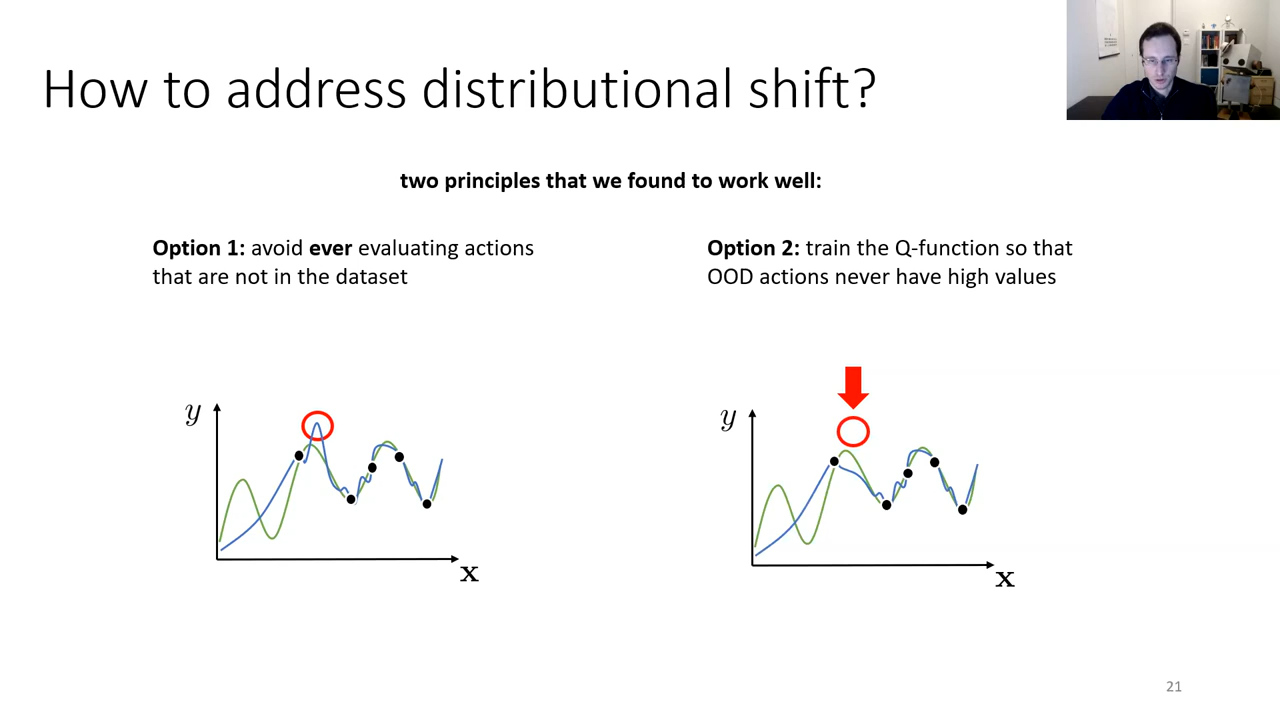 How to address distributional shift?
two principles that we found to work well:
Option 1: avoid ever evaluating actions
that are not in the dataset
Option 2: train the Q-function so that
OOD actions never have high values
y
x
y
x
21